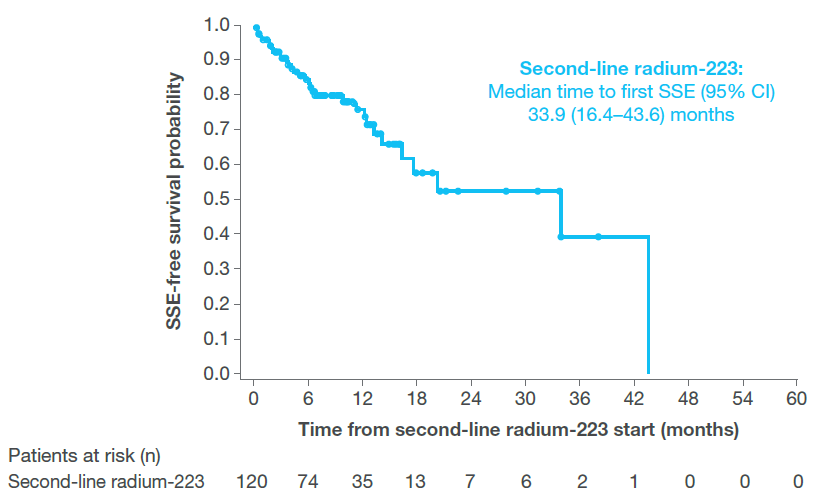 1.0
0.9
0.8
0.7
0.6
0.5
0.4
0.3
0.2
0.1
0.0
SSE-free survival probability
Second-line radium-223:
Median time to first SSE (95% CI)
33.9 (16.4–43.6) months
0 6 12 18 24 30 36 42 48 54 60
Time from second-line radium-223 start (months)
Patients at risk (n)
Second-line radium-223 120 74 35 13 7 6 2 1 0 0 0